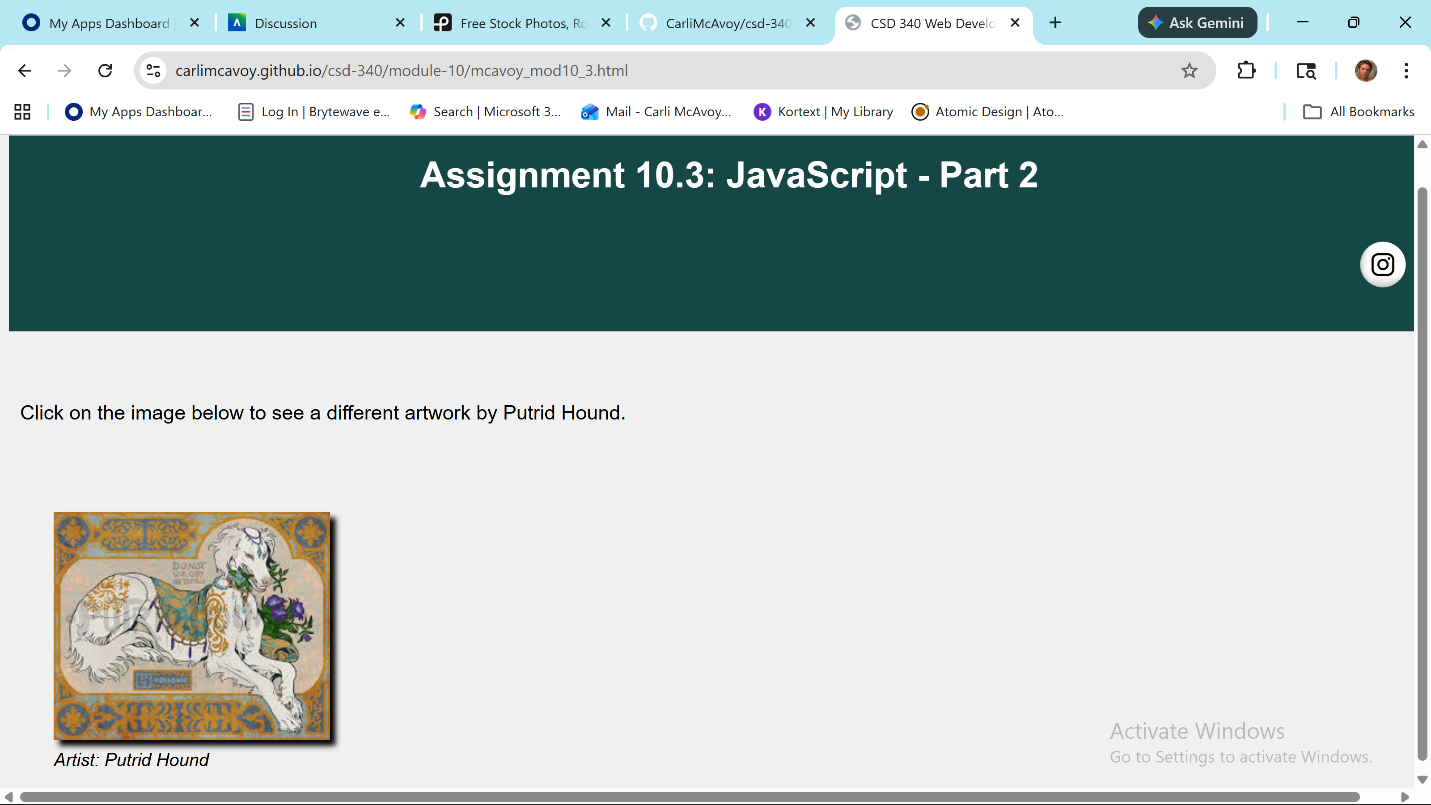 My Apps Dashboard
Discussion
Free Stock Photos, Ro
CarliMcAvoy/csd-340
CSD 340 Web Develo
Ask Gemini
carlimcavoy.github.io/csd-340/module-10/mcavoy_mod10_3.html
My Apps Dashboar...
Log In | Brytewave e...
Search | Microsoft 3...
Mail - Carli McAvoy...
K
Kortext | My Library
Atomic Design | Ato...
All Bookmarks
Assignment 10.3: JavaScript - Part 2
Click on the image below to see a different artwork by Putrid Hound.
DO NOT
Artist: Putrid Hound
Activate Windows
Go to Settings to activate Windows.